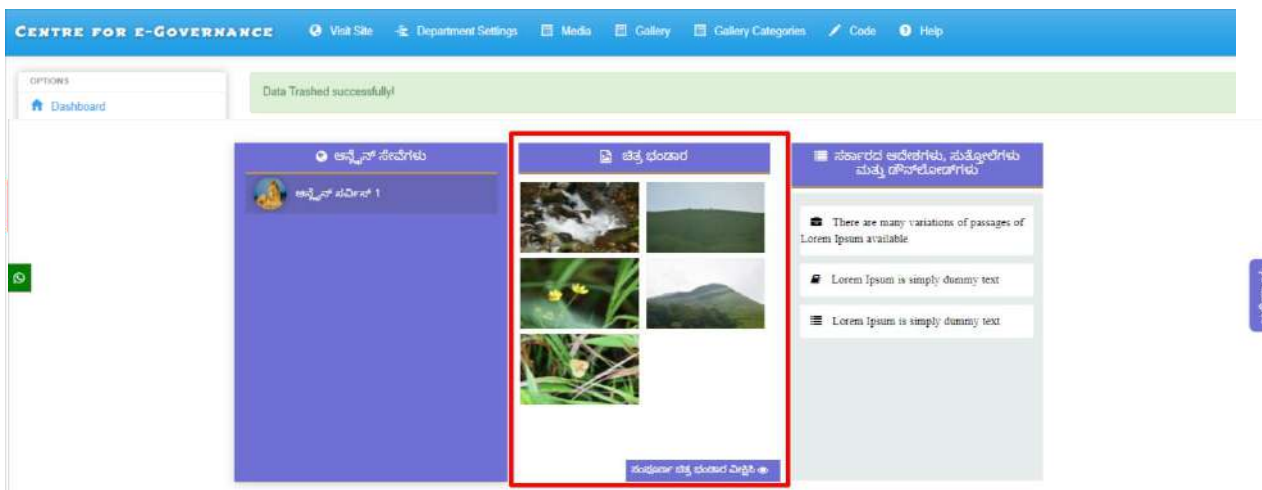 CENTRE FOR E-GOVERNANCE Visit Site Department Settings Media Gallery Gallery Categories Code Help
OPTIONS
Dashboard
Data Trashed successfully!
ಆನ್ಲೈನ್ ಸೇವೆಗಳು
ಆನ್ಲೈನ್ ಸರ್ವಿಸ್ 1
ಚಿತ್ರ ಭಂಡಾರ
ಸಂಪೂರ್ಣ ಚಿತ್ರ ಭಂಡಾರ ವೀಕ್ಷಿಸಿ
ಸರ್ಕಾರದ ಆದೇಶಗಳು, ಸುತ್ತೋಲೆಗಳು
ಮತ್ತು ಡೌನ್‌ಲೋಡ್‌ಗಳು
There are many variations of passages of
Lorem Ipsum available
Lorem Ipsum is simply dummy text
Lorem Ipsum is simply dummy text